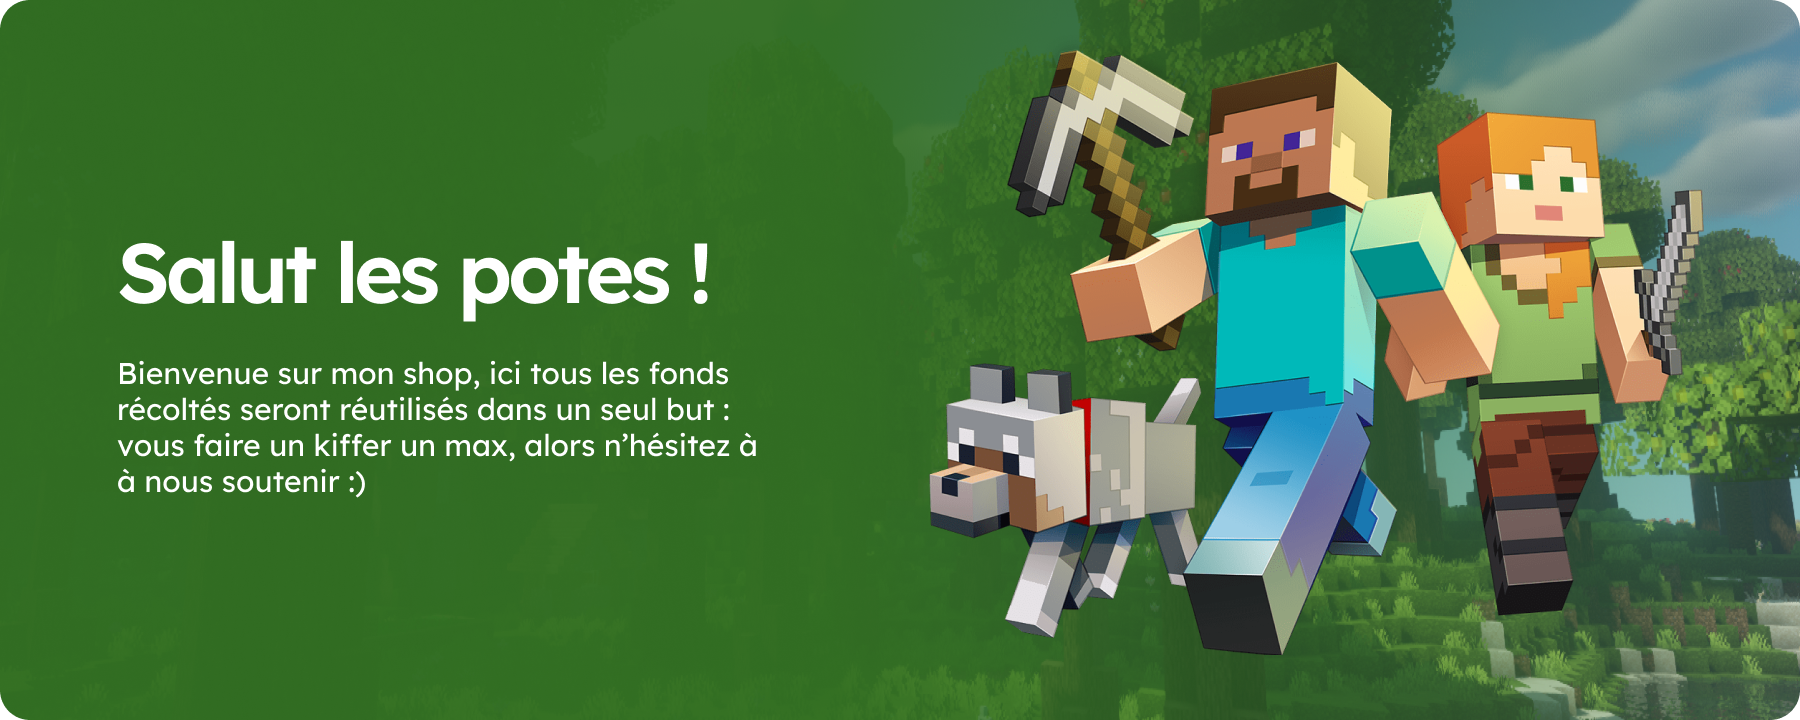 Salut les potes !
Bienvenue sur mon shop, ici tous les fonds
récoltés seront réutilisés dans un seul but :
vous faire un kiffer un max, alors n’hésitez à
à nous soutenir :)